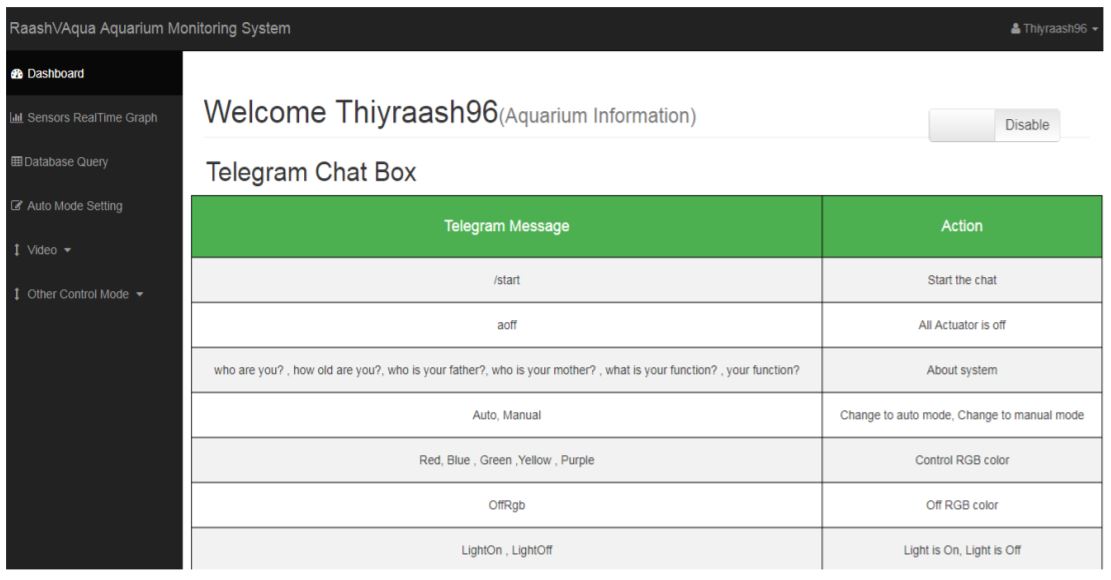 RaashVAqua Aquarium Monitoring System
Thiyraash96
Dashboard
Sensors RealTime Graph
Database Query
Auto Mode Setting
Video
Other Control Mode
Welcome Thiyraash96(Aquarium Information)
Disable
Telegram Chat Box
Telegram Message Action
/start Start the chat
aoff All Actuator is off
who are you? , how old are you?, who is your father?, who is your mother? , what is your function? , your function? About system
Auto, Manual Change to auto mode, Change to manual mode
Red, Blue , Green ,Yellow , Purple Control RGB color
OffRgb Off RGB color
LightOn , LightOff Light is On, Light is Off